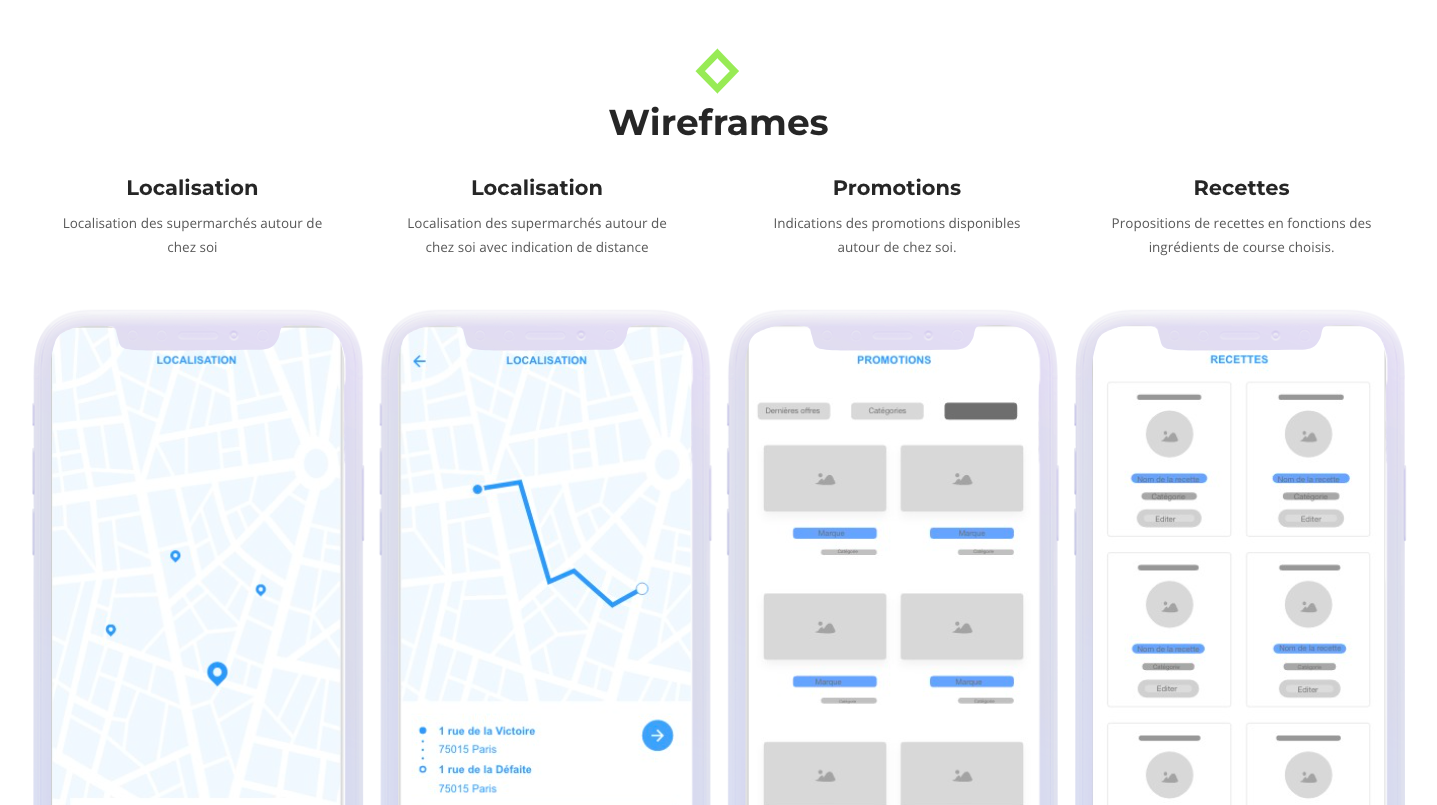 Wireframes
Localisation
Localisation des supermarchés autour de
chez soi
Localisation
Localisation des supermarchés autour de
chez soi avec indication de distance
Promotions
Indications des promotions disponibles
autour de chez soi.
Recettes
Propositions de recettes en fonctions des
ingrédients de course choisis.
LOCALISATION
LOCALISATION
1 rue de la Victoire
75015 Paris
1 rue de la Défaite
75015 Paris
PROMOTIONS
Dernières offres
Catégories
Marque
Catégorie
Marque
Catégorie
Marque
Catégorie
Marque
Catégorie
RECETTES
Nom de la recette
Catégorie
Editer
Nom de la recette
Catégorie
Editer
Nom de la recette
Catégorie
Editer
Nom de la recette
Catégorie
Editer